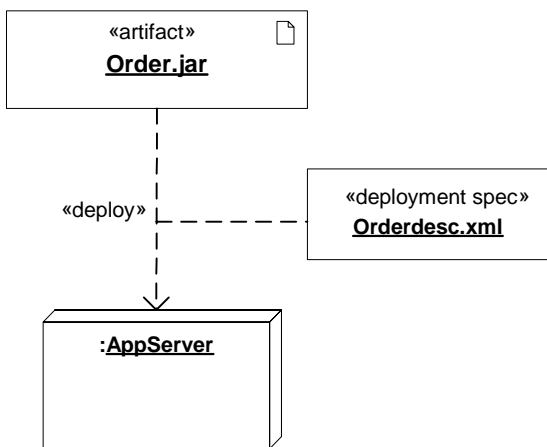 «artifact»
Order.jar
«deploy»
«deployment spec»
Orderdesc.xml
:AppServer